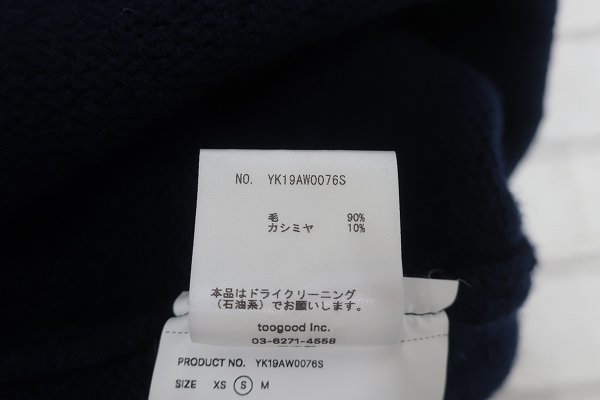 NO. YK19AW0076S
毛 90%
カシミヤ 10%
本品はドライクリーニング
(石油系)でお願いします。
toogood Inc.
03-6271-4558
PRODUCT NO. YK19AW0076S
SIZE XS S M